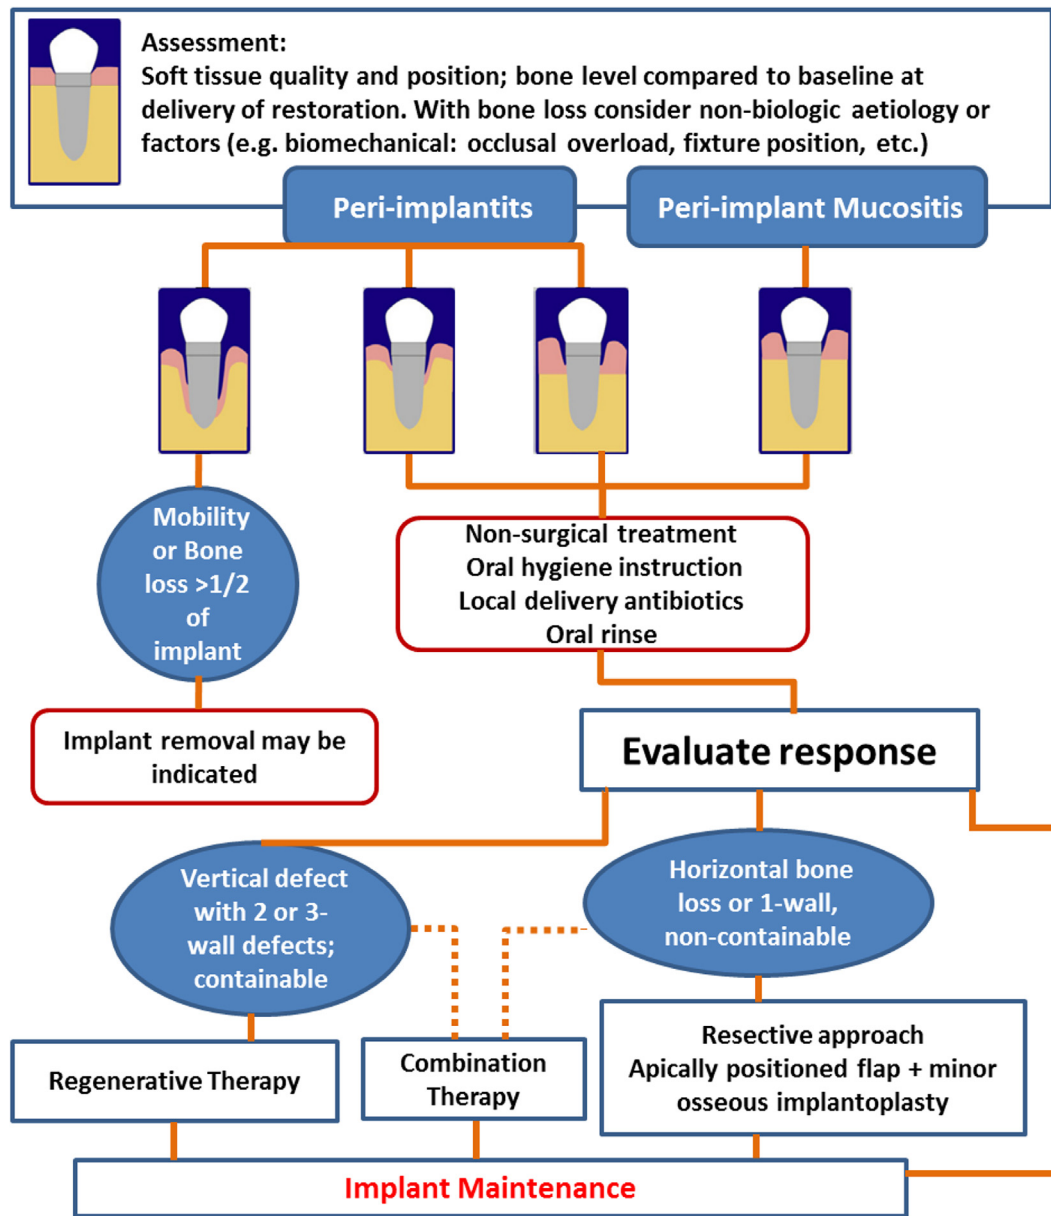 Assessment:
Soft tissue quality and position; bone level compared to baseline at
delivery of restoration. With bone loss consider non-biologic aetiology or
factors (e.g. biomechanical: occlusal overload, fixture position, etc.)
Peri-implantits
Peri-implant Mucositis
Mobility
or Bone
loss >1/2
of
implant
Non-surgical treatment
Oral hygiene instruction
Local delivery antibiotics
Oral rinse
Implant removal may be
indicated
Evaluate response
Vertical defect
with 2 or 3-
wall defects;
containable
Horizontal bone
loss or 1-wall,
non-containable
Regenerative Therapy
Combination
Therapy
Resective approach
Apically positioned flap + minor
osseous implantoplasty
Implant Maintenance